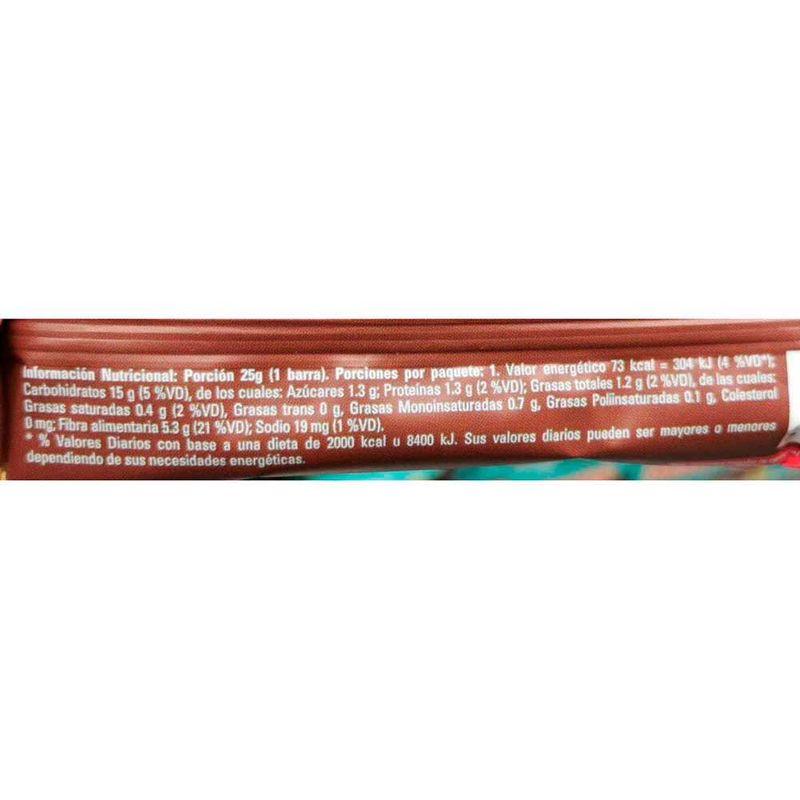 Información Nutricional: Porción 25g (1 barra). Porciones por paquete: 1. Valor energético 73 kcal = 304 kJ (4 %VD*);
Carbohidratos 15 g (5 %VD), de los cuales: Azúcares 1.3 g; Proteínas 1.3 g (2 %VD); Grasas totales 1.2 g (2 %VD), de las cuales:
Grasas saturadas 0.4 g (2 %VD), Grasas trans 0 g, Grasas Monoinsaturadas 0.7 g, Grasas Poliinsaturadas 0.1 g, Colesterol
0 mg; Fibra alimentaria 5.3 g (21 %VD); Sodio 19 mg (1 %VD).
* % Valores Diarios con base a una dieta de 2000 kcal u 8400 kJ. Sus valores diarios pueden ser mayores o menores
dependiendo de sus necesidades energéticas.